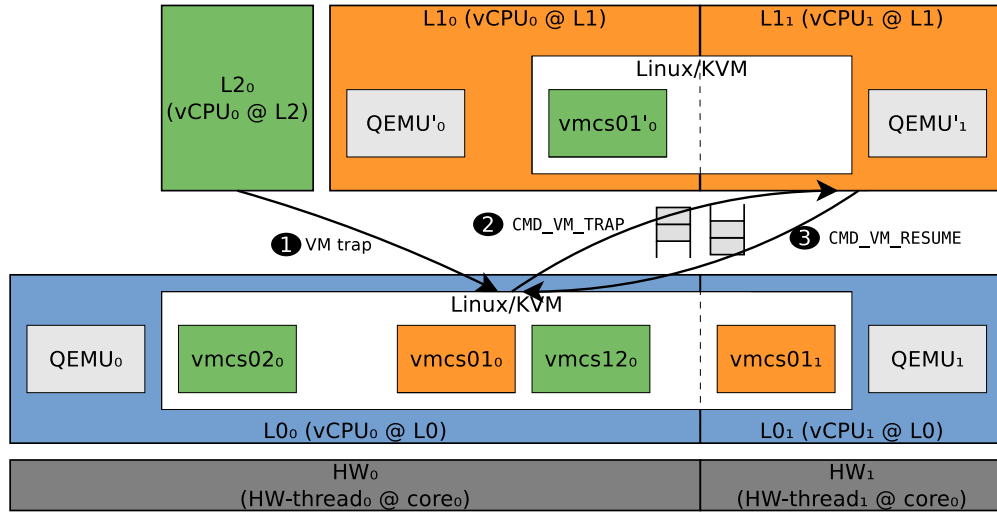 L1₀ (vCPU₀ @ L1)
L1₁ (vCPU₁ @ L1)
Linux/KVM
L2₀
(vCPU₀ @ L2)
QEMU'₀
vmcs01'₀
QEMU'₁
1 VM trap
2 CMD_VM_TRAP
3 CMD_VM_RESUME
Linux/KVM
QEMU₀
vmcs02₀
vmcs01₀
vmcs12₀
vmcs01₁
QEMU₁
L0₀ (vCPU₀ @ L0)
L0₁ (vCPU₁ @ L0)
HW₀
(HW-thread₀ @ core₀)
HW₁
(HW-thread₁ @ core₀)